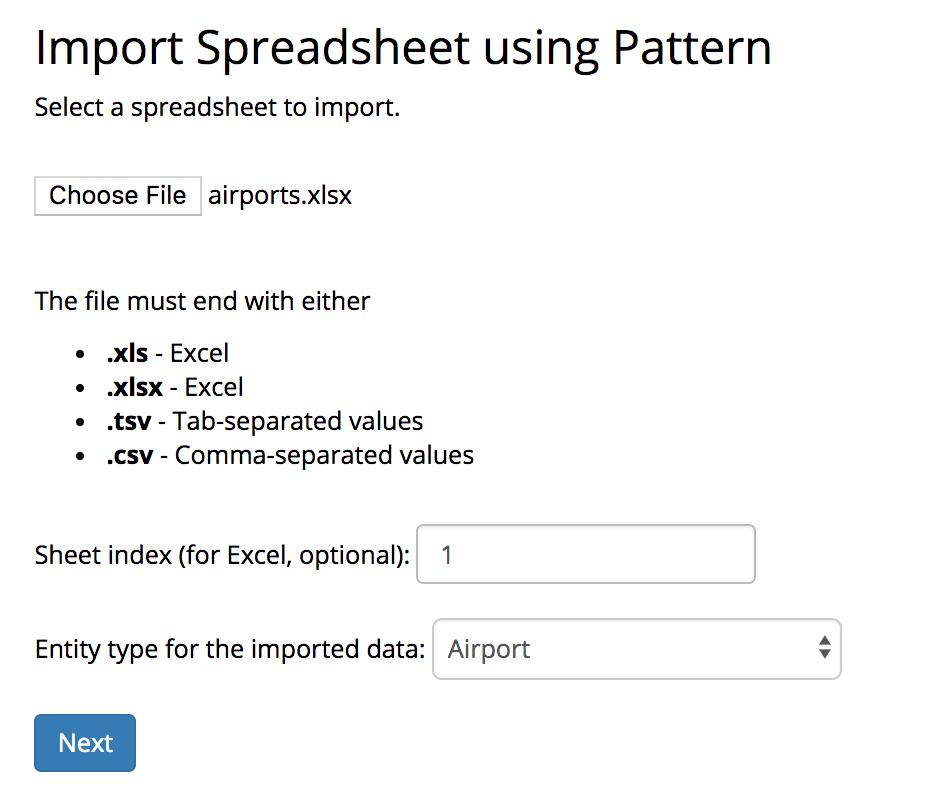 Import Spreadsheet using Pattern
Select a spreadsheet to import.
Choose File airports.xlsx
The file must end with either
• .xls - Excel
• .xlsx - Excel
• .tsv - Tab-separated values
• .csv - Comma-separated values
Sheet index (for Excel, optional): 1
Entity type for the imported data: Airport
Next